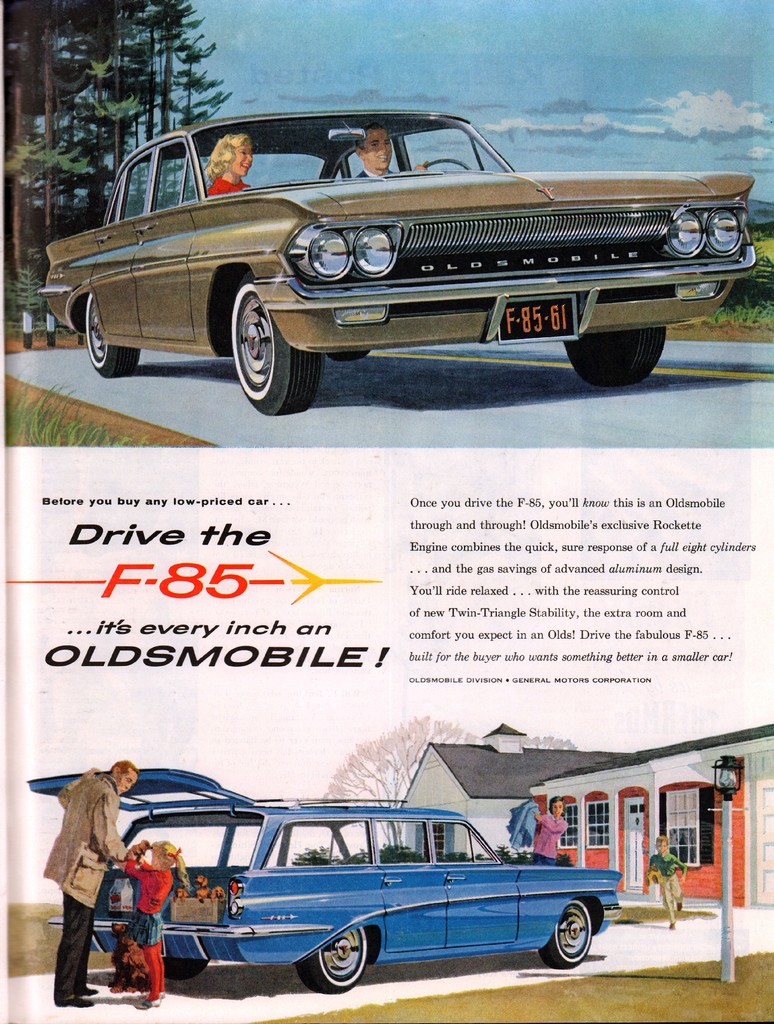 OLDSMOBILE
F-85-61
Before you buy any low-priced car...
Drive the
F-85
...it's every inch an
OLDSMOBILE!
Once you drive the F-85, you'll know this is an Oldsmobile
through and through! Oldsmobile's exclusive Rockette
Engine combines the quick, sure response of a full eight cylinders
. . . and the gas savings of advanced aluminum design.
You'll ride relaxed . . . with the reassuring control
of new Twin-Triangle Stability, the extra room and
comfort you expect in an Olds! Drive the fabulous F-85 . . .
built for the buyer who wants something better in a smaller car!
OLDSMOBILE DIVISION • GENERAL MOTORS CORPORATION